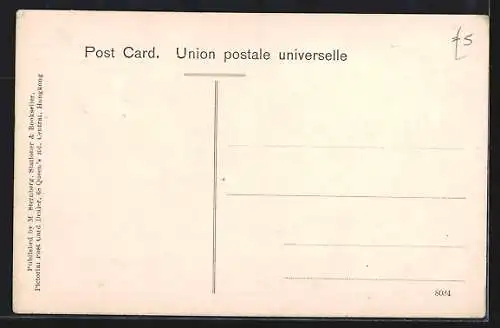 Post Card. Union postale universelle
£5
Published by M. Sternberg, Stationer & Bookseller,
Pictorial Post Card Dealer, Queen's Rd. Central, Hongkong
8034